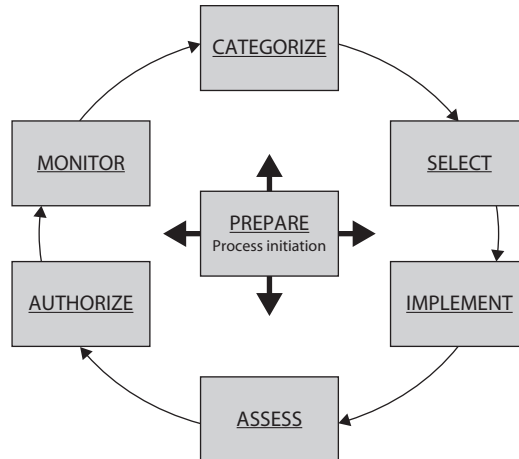 CATEGORIZE
MONITOR
SELECT
PREPARE
Process initiation
AUTHORIZE
IMPLEMENT
ASSESS